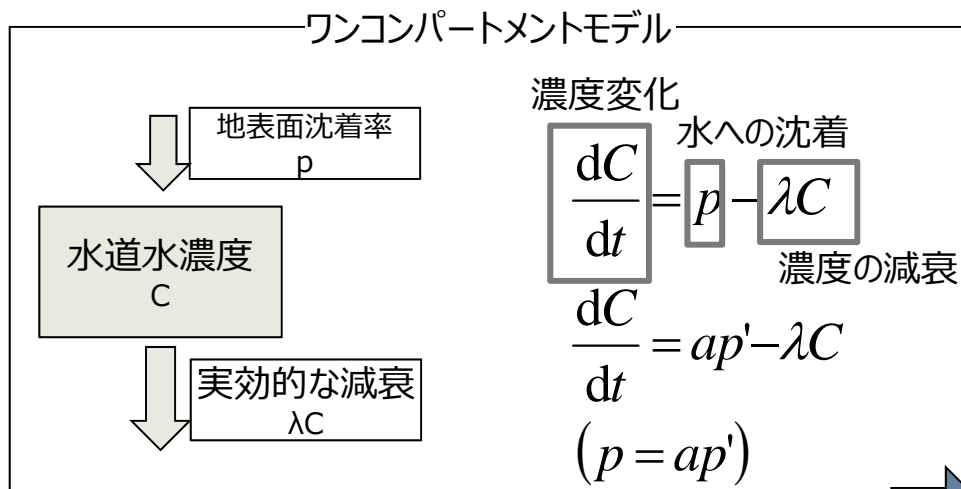 ワンコンパートメントモデル
地表面沈着率
p
水道水濃度
C
実効的な減衰
λC
濃度変化
水への沈着
dC/dt = p − λC
濃度の減衰
dC/dt = ap'−λC
(p = ap')